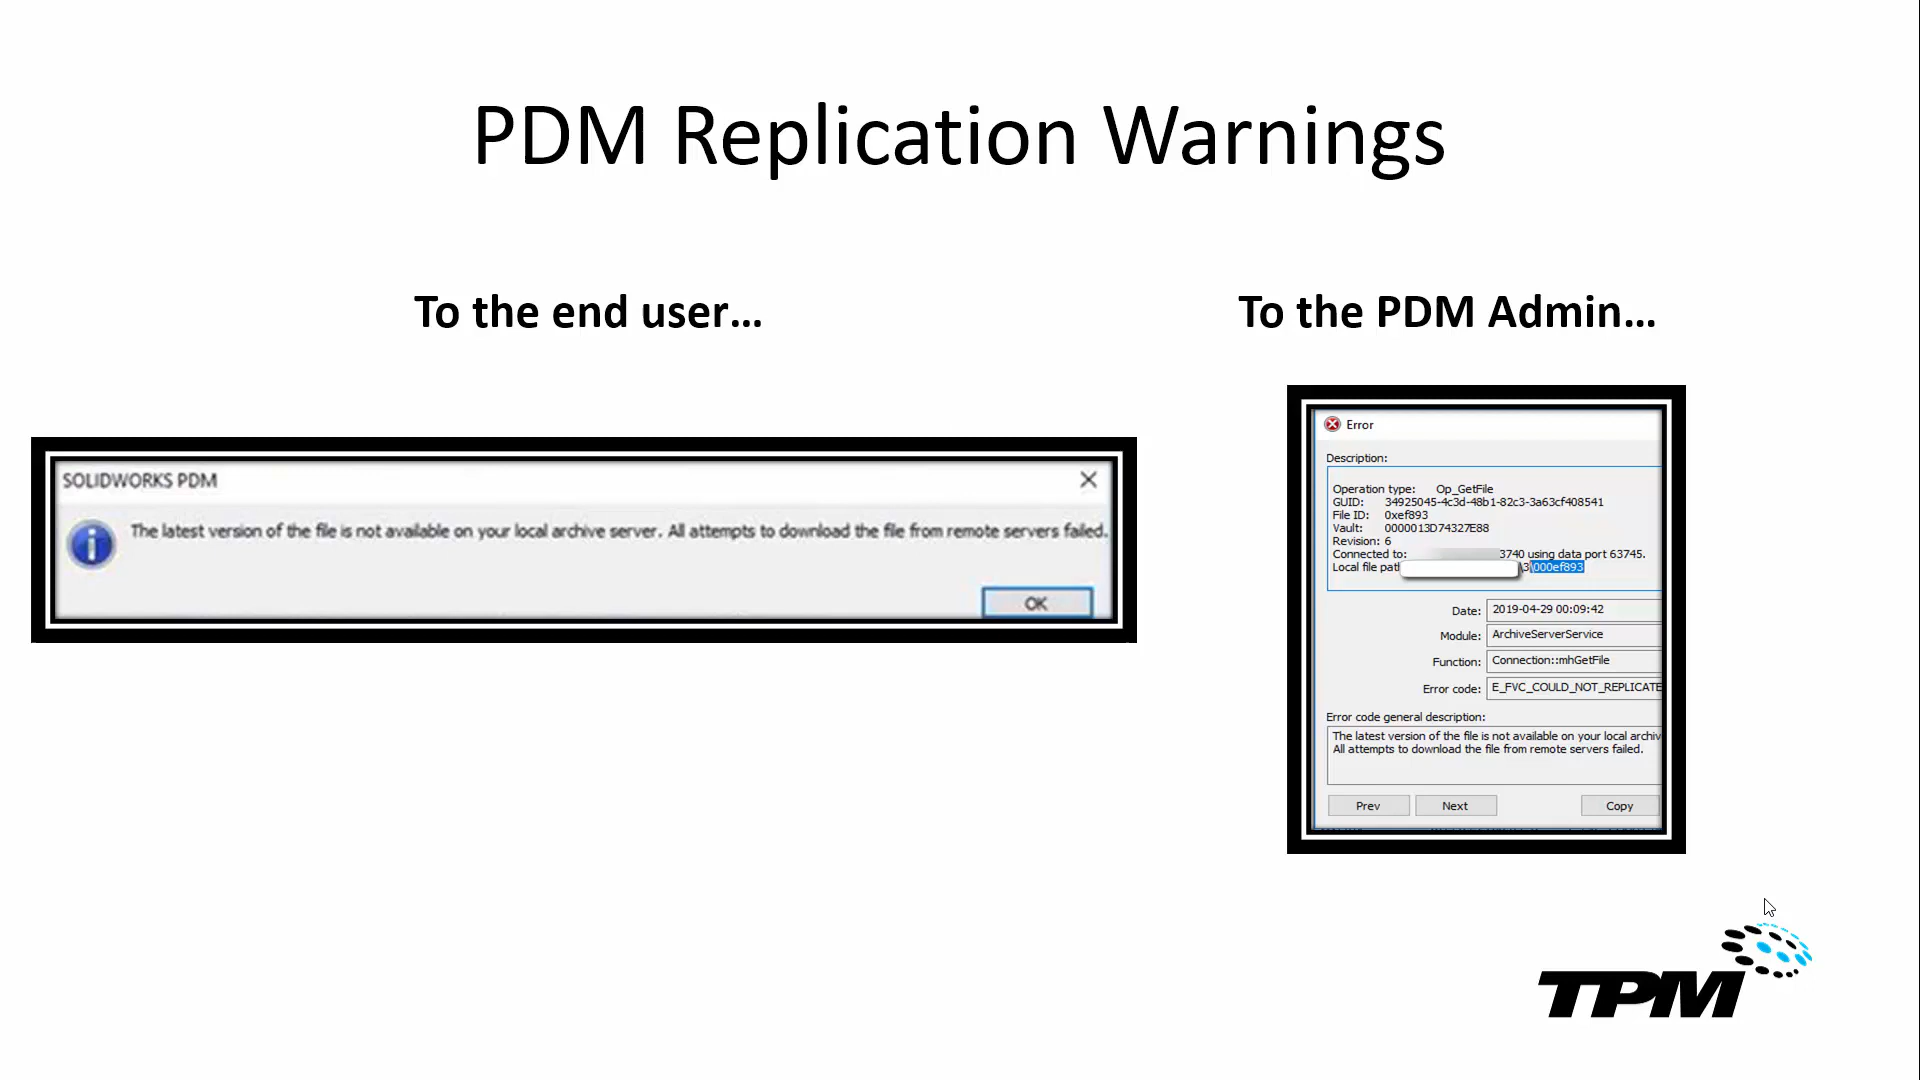 PDM Replication Warnings
To the end user...
To the PDM Admin...
SOLIDWORKS PDM
The latest version of the file is not available on your local archive server. All attempts to download the file from remote servers failed.
OK
Error
Description:
Operation type: Op_GetFile
GUID: 34925045-4c3d-48b1-82c3-3a63cf408541
File ID: 0xef893
Vault: 0000013D74327E88
Revision: 6
Connected to: 3740 using data port 63745.
Local file pat \3\000ef893
Date: 2019-04-29 00:09:42
Module: ArchiveServerService
Function: Connection::mhGetFile
Error code: E_FVC_COULD_NOT_REPLICATE
Error code general description:
The latest version of the file is not available on your local archiv
All attempts to download the file from remote servers failed.
Prev Next Copy
TPM